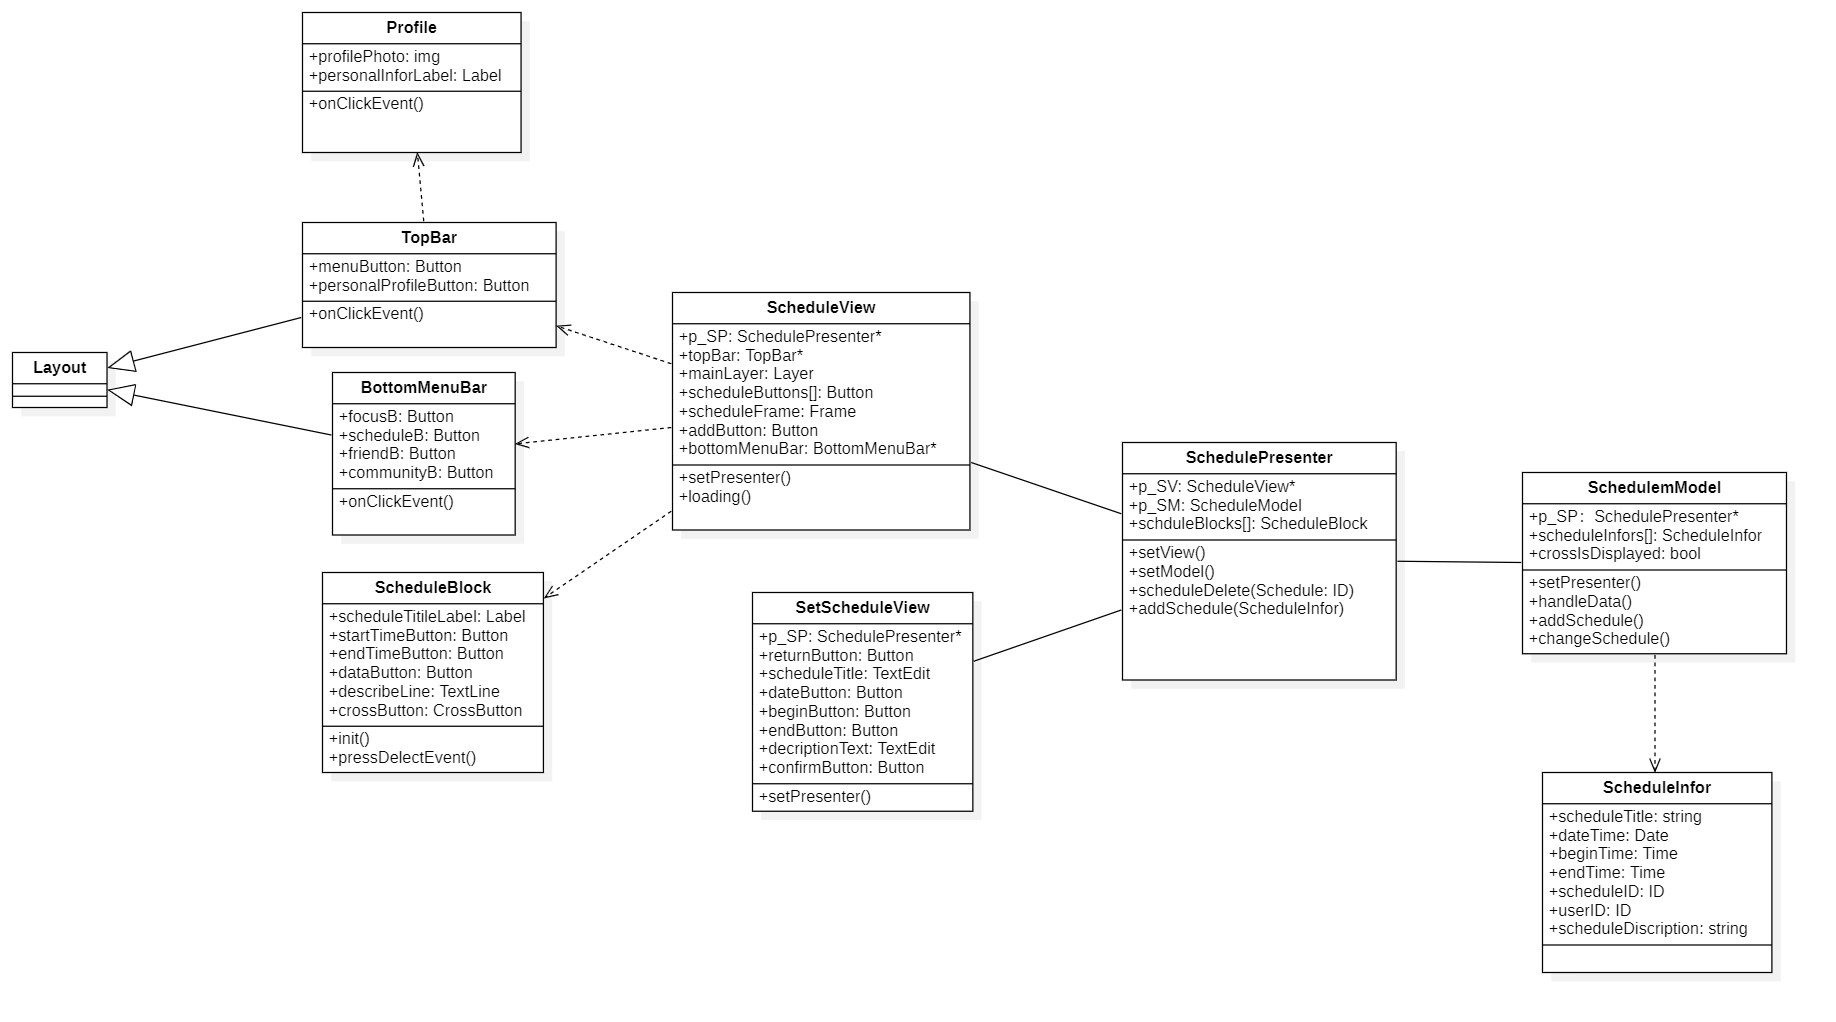 Profile
+profilePhoto: img
+personalInforLabel: Label
+onClickEvent()
TopBar
+menuButton: Button
+personalProfileButton: Button
+onClickEvent()
Layout
BottomMenuBar
+focusB: Button
+scheduleB: Button
+friendB: Button
+communityB: Button
+onClickEvent()
ScheduleBlock
+scheduleTitileLabel: Label
+startTimeButton: Button
+endTimeButton: Button
+dataButton: Button
+describeLine: TextLine
+crossButton: CrossButton
+init()
+pressDelectEvent()
ScheduleView
+p_SP: SchedulePresenter*
+topBar: TopBar*
+mainLayer: Layer
+scheduleButtons[]: Button
+scheduleFrame: Frame
+addButton: Button
+bottomMenuBar: BottomMenuBar*
+setPresenter()
+loading()
SetScheduleView
+p_SP: SchedulePresenter*
+returnButton: Button
+scheduleTitle: TextEdit
+dateButton: Button
+beginButton: Button
+endButton: Button
+decriptionText: TextEdit
+confirmButton: Button
+setPresenter()
SchedulePresenter
+p_SV: ScheduleView*
+p_SM: ScheduleModel
+schduleBlocks[]: ScheduleBlock
+setView()
+setModel()
+scheduleDelete(Schedule: ID)
+addSchedule(ScheduleInfor)
SchedulemModel
+p_SP： SchedulePresenter*
+scheduleInfors[]: ScheduleInfor
+crossIsDisplayed: bool
+setPresenter()
+handleData()
+addSchedule()
+changeSchedule()
ScheduleInfor
+scheduleTitle: string
+dateTime: Date
+beginTime: Time
+endTime: Time
+scheduleID: ID
+userID: ID
+scheduleDiscription: string